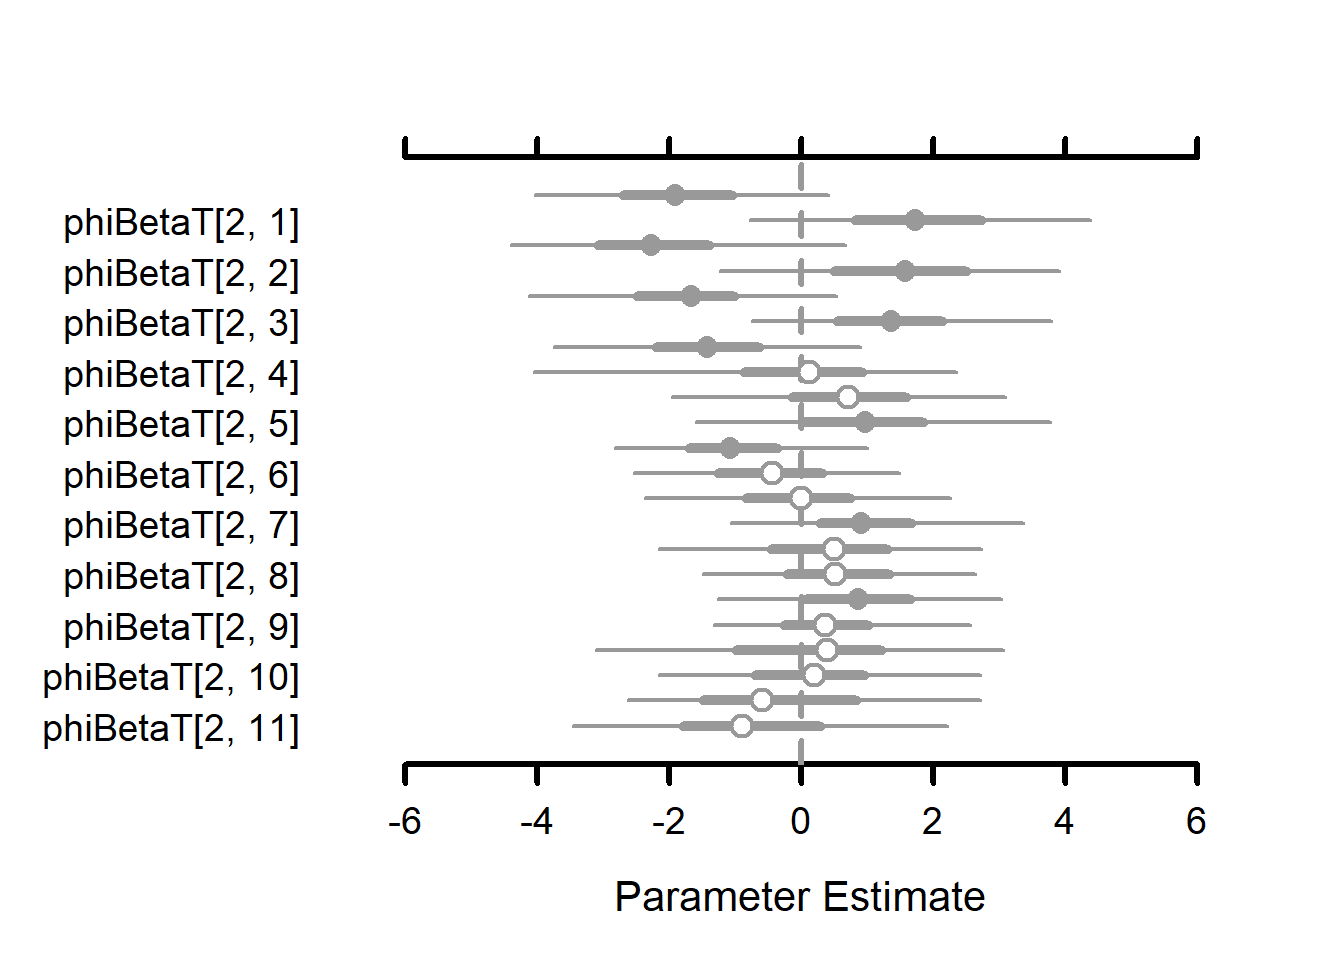 phiBetaT[2, 1]
phiBetaT[2, 2]
phiBetaT[2, 3]
phiBetaT[2, 4]
phiBetaT[2, 5]
phiBetaT[2, 6]
phiBetaT[2, 7]
phiBetaT[2, 8]
phiBetaT[2, 9]
phiBetaT[2, 10]
phiBetaT[2, 11]
-6 -4 -2 0 2 4 6
Parameter Estimate